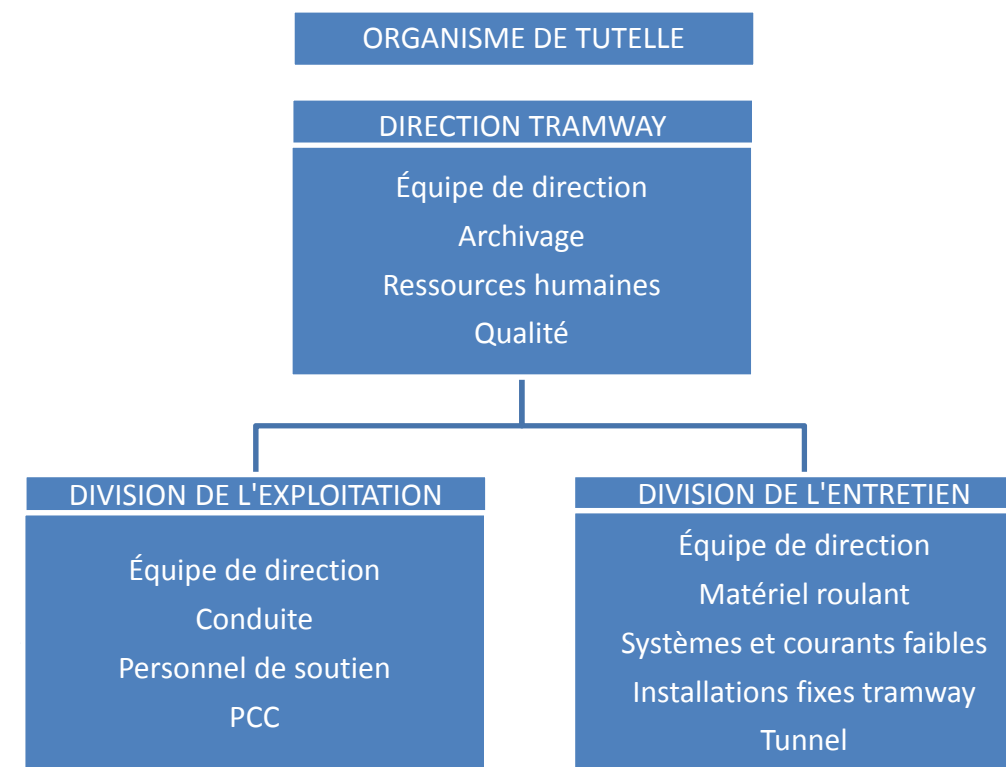 ORGANISME DE TUTELLE
DIRECTION TRAMWAY
Équipe de direction
Archivage
Ressources humaines
Qualité
DIVISION DE L'EXPLOITATION
Équipe de direction
Conduite
Personnel de soutien
PCC
DIVISION DE L'ENTRETIEN
Équipe de direction
Matériel roulant
Systèmes et courants faibles
Installations fixes tramway
Tunnel